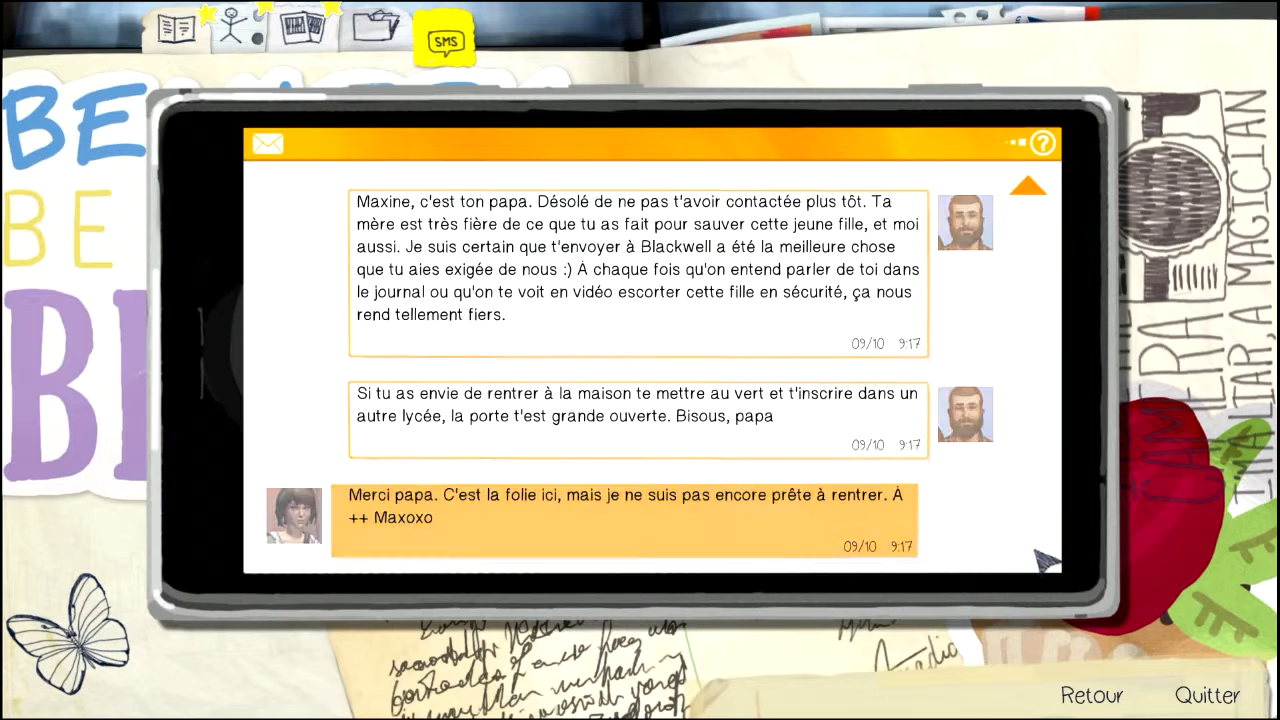 SMS
BE
BE
Maxine, c'est ton papa. Désolé de ne pas t'avoir contactée plus tôt. Ta
mère est très fière de ce que tu as fait pour sauver cette jeune fille, et moi
aussi. Je suis certain que t'envoyer à Blackwell a été la meilleure chose
que tu aies exigée de nous :) À chaque fois qu'on entend parler de toi dans
le journal ou qu'on te voit en vidéo escorter cette fille en sécurité, ça nous
rend tellement fiers.
09/10 9:17
Si tu as envie de rentrer à la maison te mettre au vert et t'inscrire dans un
autre lycée, la porte t'est grande ouverte. Bisous, papa
09/10 9:17
Merci papa. C'est la folie ici, mais je ne suis pas encore prête à rentrer. À
++ Maxoxo
09/10 9:17
CAMERA
A LIAR, A MAGICIAN
Retour Quitter